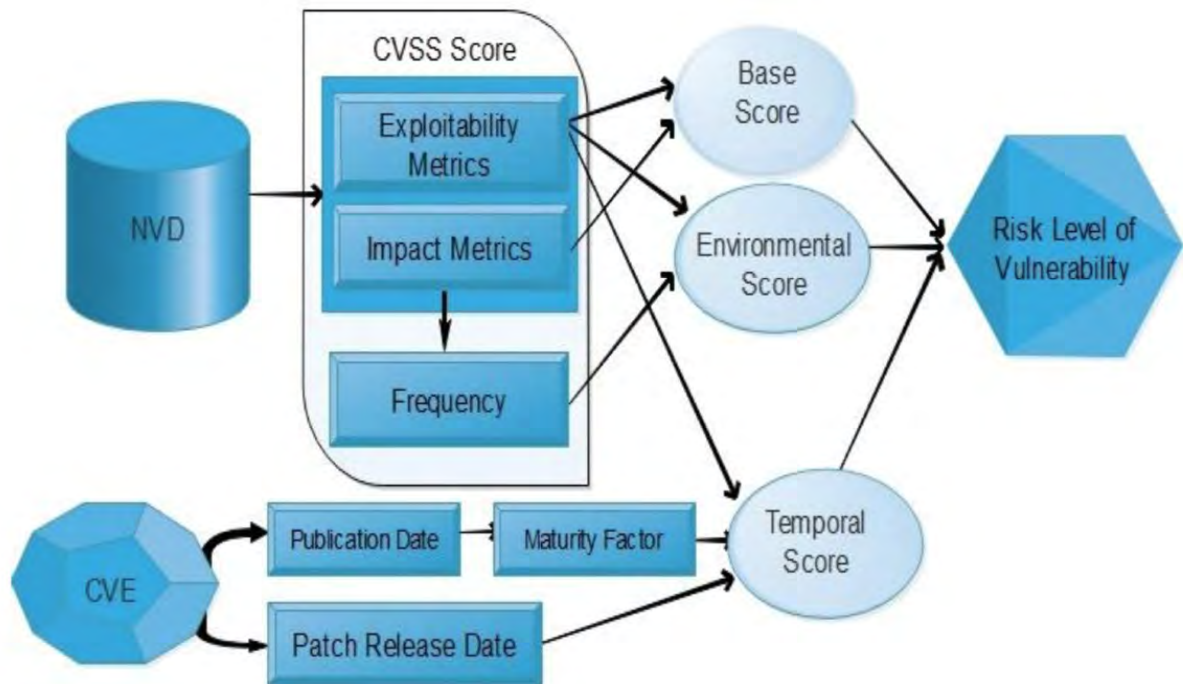 CVSS Score
Exploitability
Metrics
Impact Metrics
Frequency
NVD
Base
Score
Environmental
Score
Risk Level of
Vulnerability
Temporal
Score
CVE
Publication Date
Maturity Factor
Patch Release Date